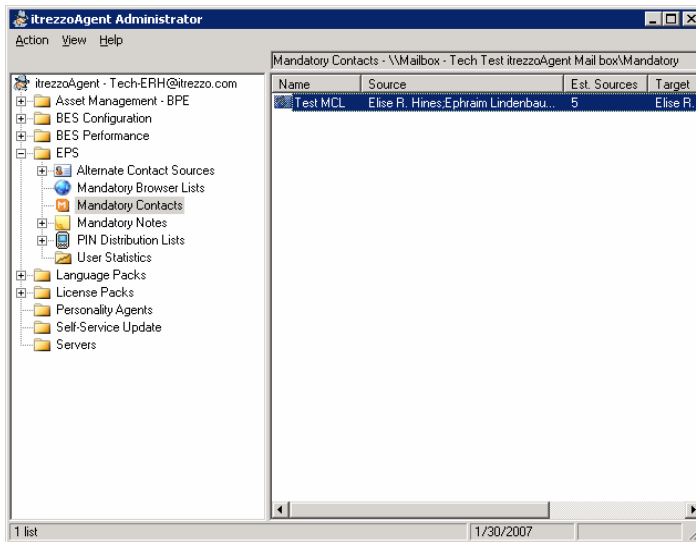 itrezzoAgent Administrator
Action View Help
Mandatory Contacts - \\Mailbox - Tech Test itrezzoAgent Mail box\Mandatory
itrezzoAgent - Tech-ERH@itrezzo.com
Asset Management - BPE
BES Configuration
BES Performance
EPS
Alternate Contact Sources
Mandatory Browser Lists
Mandatory Contacts
Mandatory Notes
PIN Distribution Lists
User Statistics
Language Packs
License Packs
Personality Agents
Self-Service Update
Servers
Name Source Est. Sources Target
Test MCL Elise R. Hines;Ephraim Lindenbau... 5 Elise R.
1 list 1/30/2007